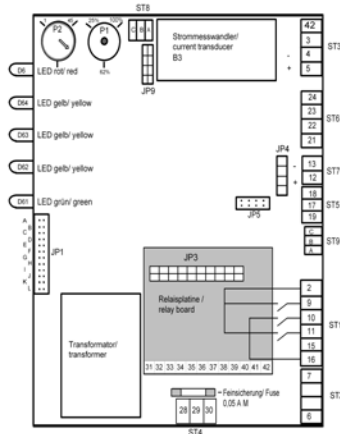 ST8
P2
6
45
P1
25%
100%
62%
C B A
JP9
Strommesswandler/
current transducer
B3
42
3
- 4
+ 5
ST3
D6 LED rot/ red
D64 LED gelb/ yellow
D63 LED gelb/ yellow
D62 LED gelb/ yellow
D61 LED grün/ green
24
23
22
21
ST6
JP4
- 13
+ 12
ST7
18
17
19
ST5
JP5
C
B
A
ST9
A
B
C
D
E
F
G
H
I
J
K
L
JP1
JP3
Relaisplatine /
relay board
2
9
10
11
15
16
Transformator/
transformer
31 32 33 34 35 36 37 38 39 40 41 42
7
6
Feinsicherung/ Fuse
0,05 A M
28 29 30
ST4